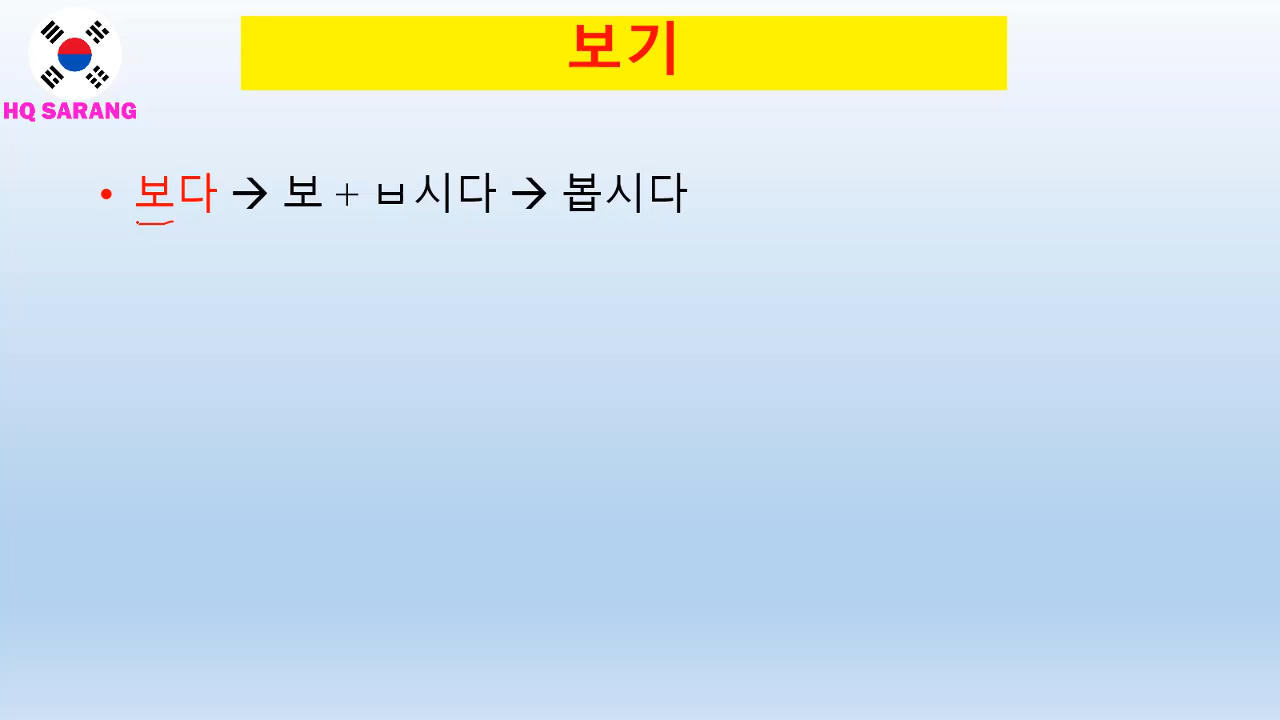 보기
HQ SARANG
• 보다 → 보 + ㅂ시다 → 봅시다